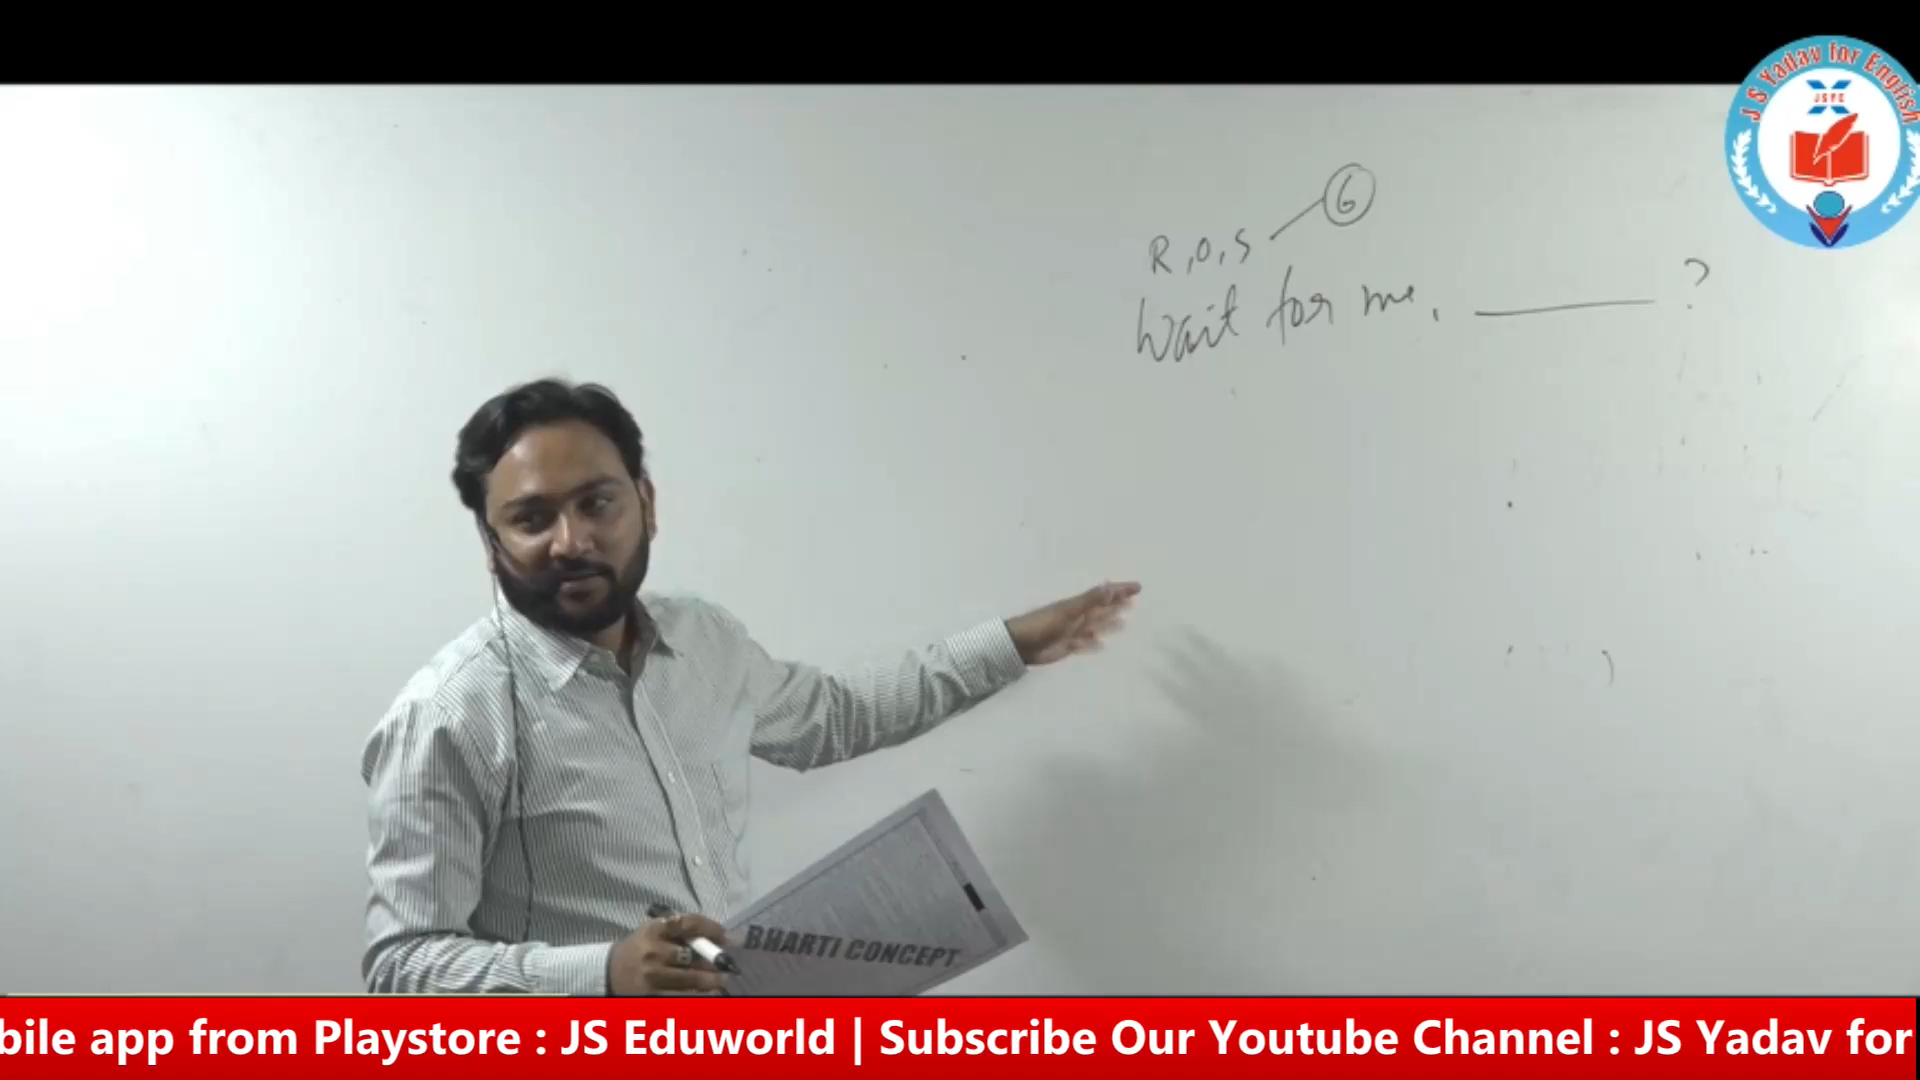 J S Yadav for English
JSYE
6
R, O, S
Wait for me, ______ ?
BHARTI CONCEPT
bile app from Playstore : JS Eduworld | Subscribe Our Youtube Channel : JS Yadav for